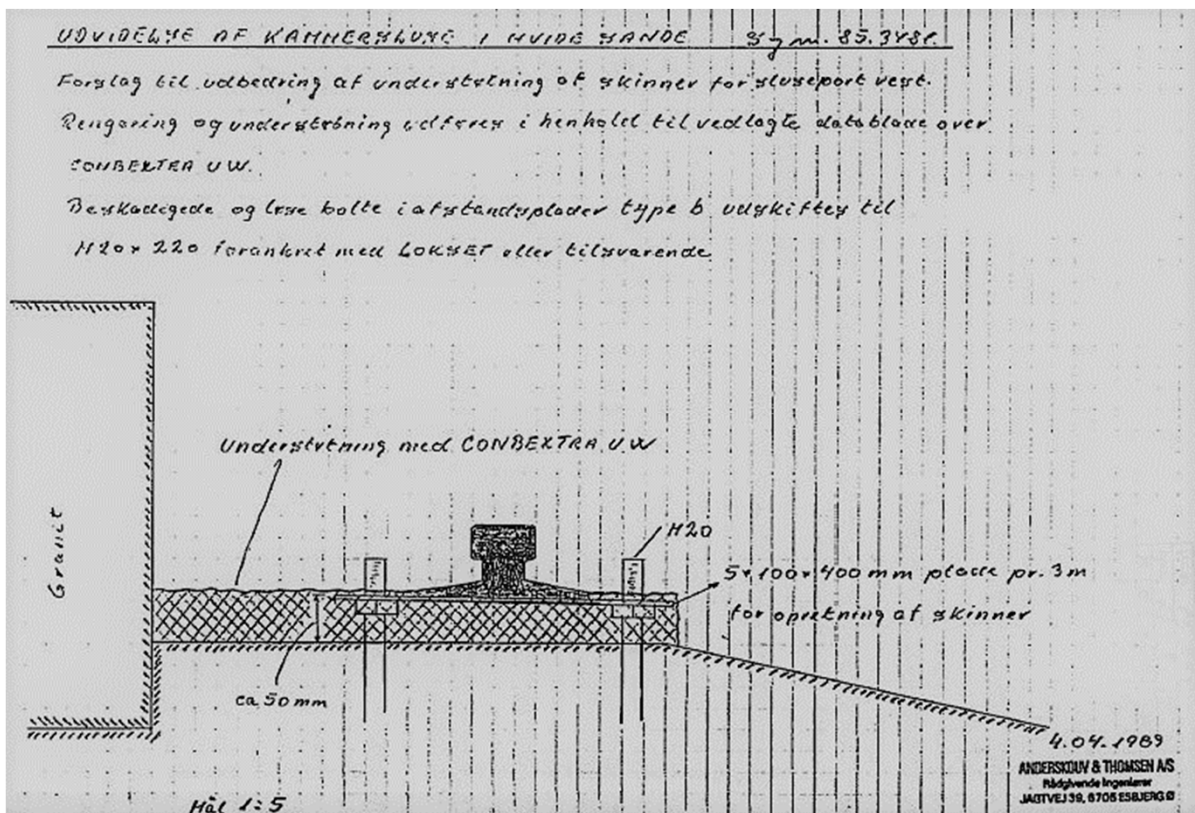 UDVIDELSE AF KAMMERSLUSE I HVIDE SANDE Sg nr. 85.3481.
Forslag til udbedring af understøtning af skinner for sluseport vest.
Rengøring og understøbning udføres i henhold til vedlagte datablade over
CONBEXTRA UW.
Beskadigede og løse bolte i afstandsplader type b udskiftes til
M20 x 220 forankret med LOKSET eller tilsvarende
Understøtning med CONBEXTRA UW
Granit
M20
5 x 100 x 400 mm plade pr. 3 m
for opretning af skinner
ca 50 mm
4.04.1989
ANDERSKOUV & THOMSEN A/S
Rådgivende Ingeniører
JAGTVEJ 39, 6705 ESBJERG Ø
Mål 1:5